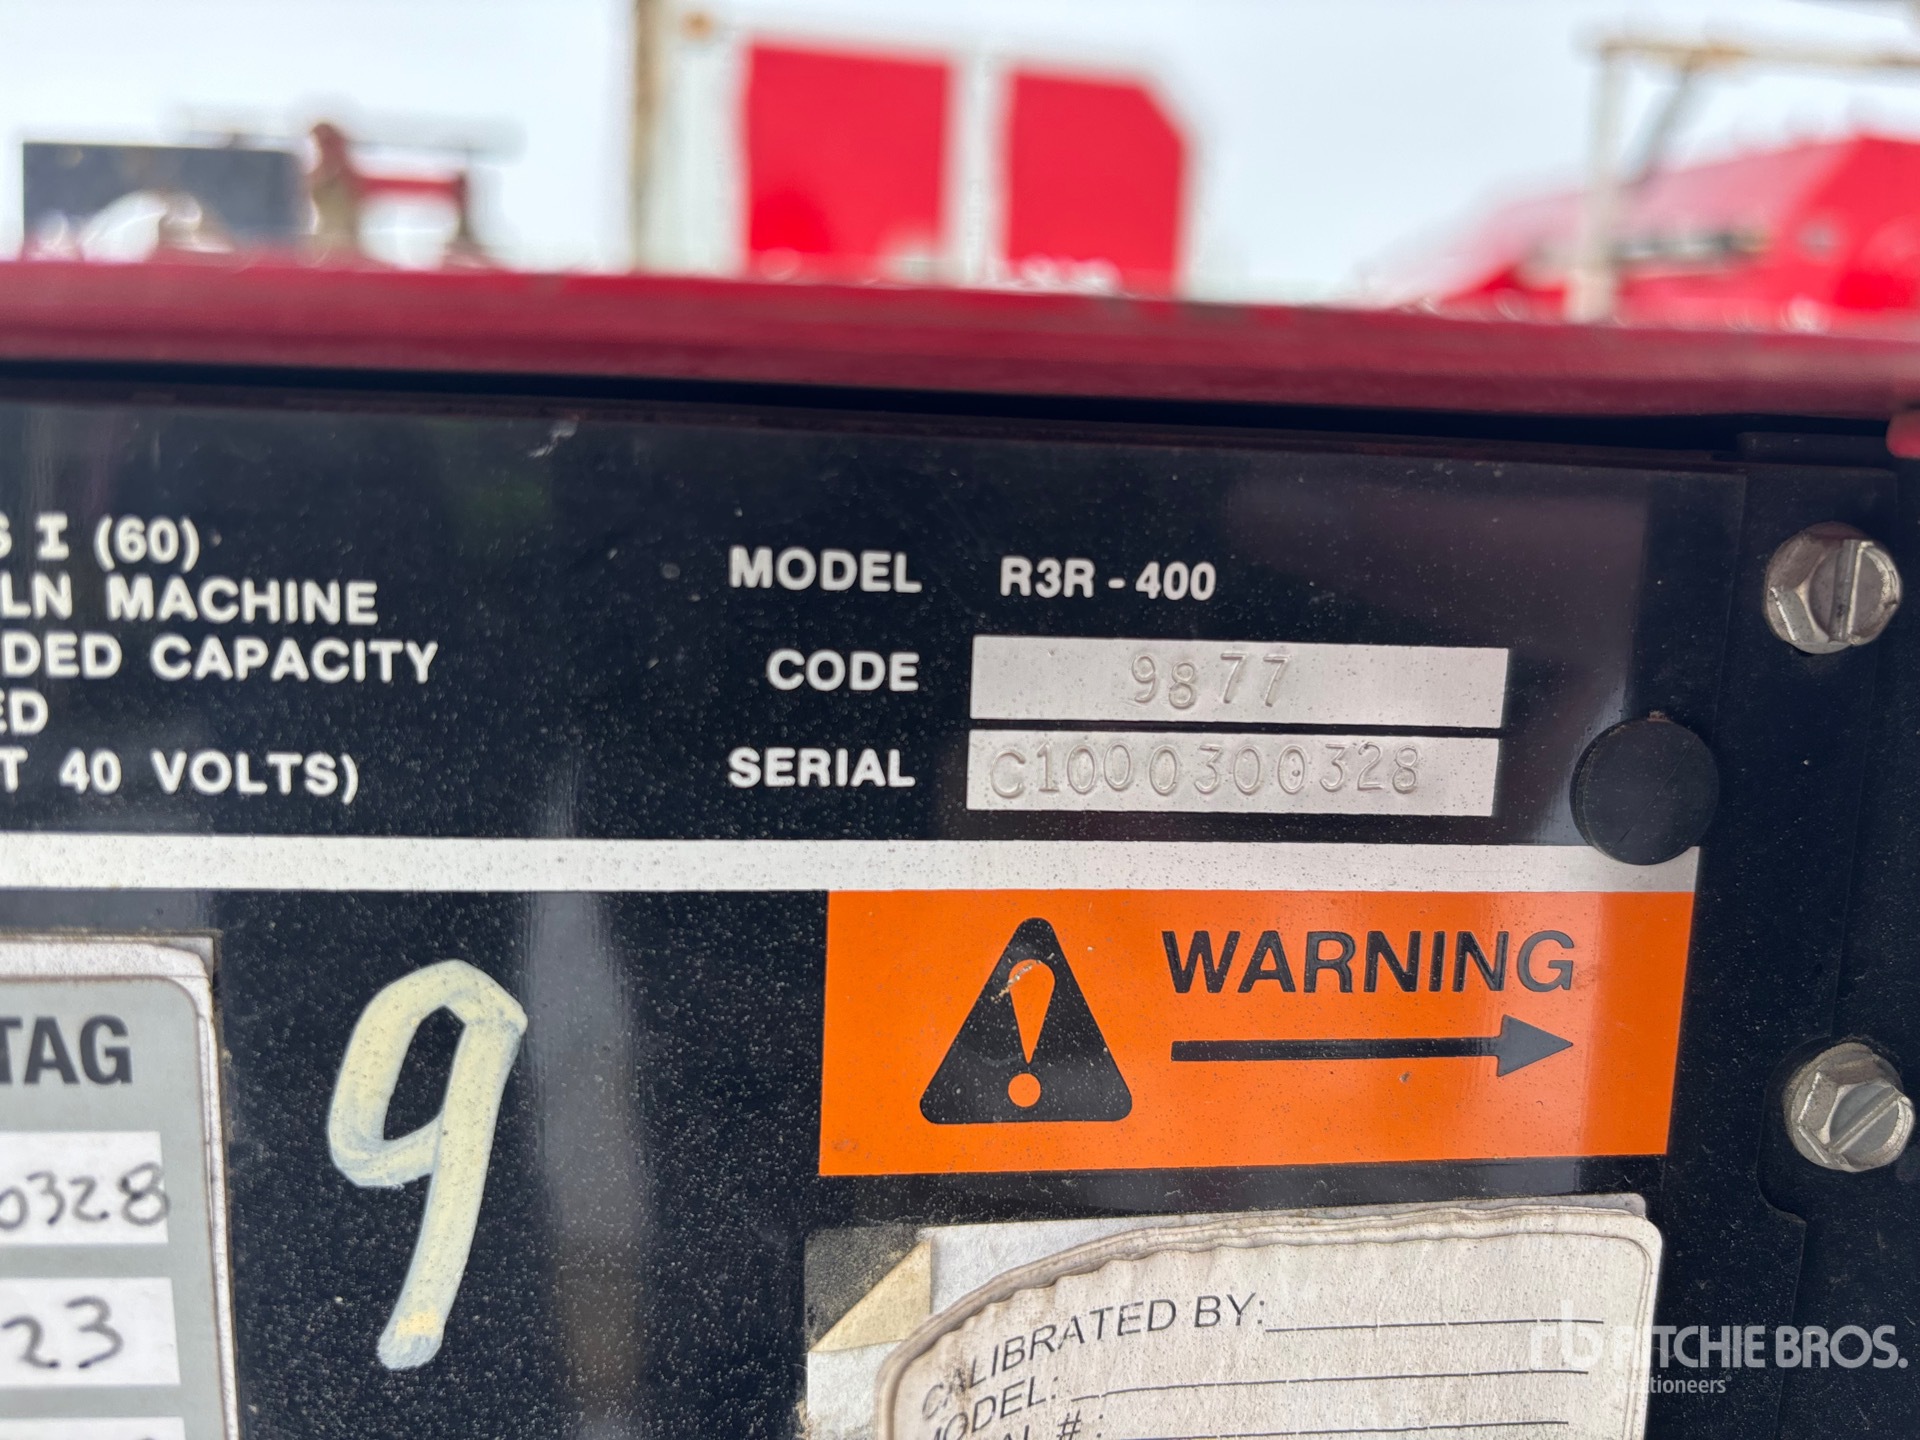 I (60)
LN MACHINE
DED CAPACITY
ED
T 40 VOLTS)
MODEL R3R-400
CODE 9877
SERIAL C1000300328
WARNING
TAG
0328
23
9
CALIBRATED BY:
MODEL:
#:
RITCHIE BROS.
Auctioneers